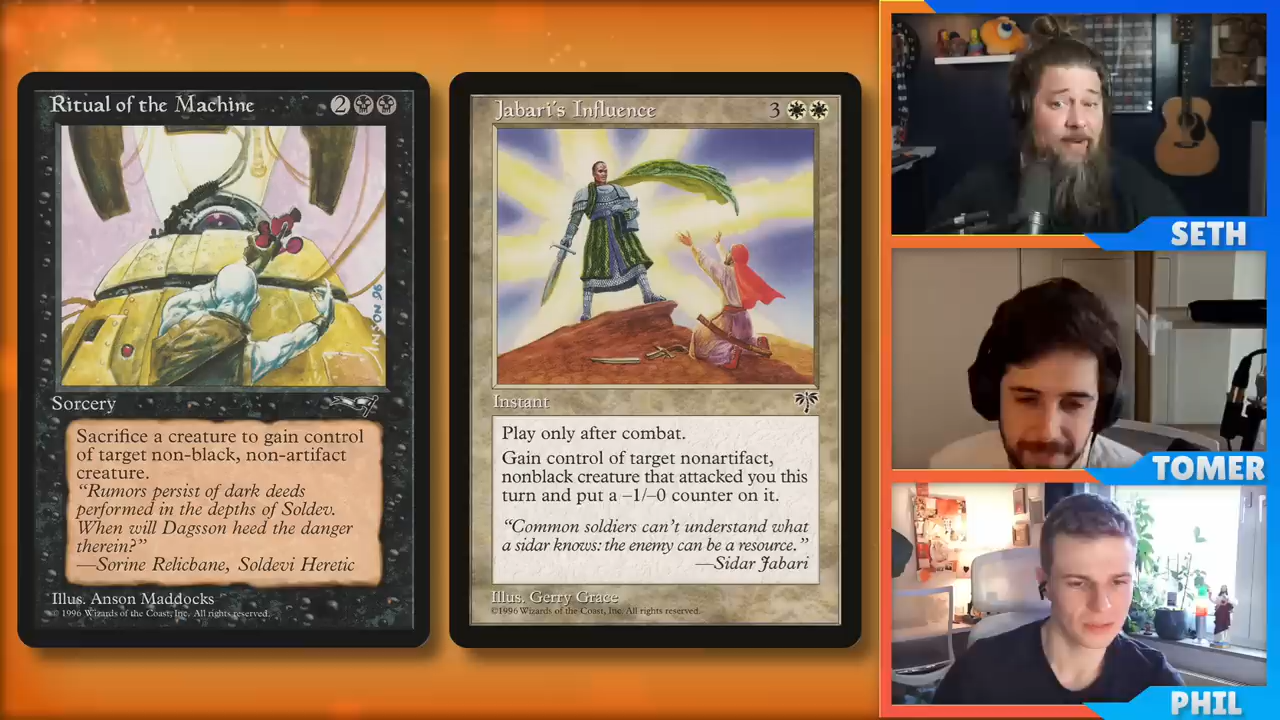 Ritual of the Machine
2
ANSON 96
Sorcery
Sacrifice a creature to gain control
of target non-black, non-artifact
creature.
“Rumors persist of dark deeds
performed in the depths of Soldev.
When will Dagsson heed the danger
therein?”
—Sorine Relicbane, Soldevi Heretic
Illus. Anson Maddocks
© 1996 Wizards of the Coast, Inc. All rights reserved.
Jabari's Influence
3
Instant
Play only after combat.
Gain control of target nonartifact,
nonblack creature that attacked you this
turn and put a –1/–0 counter on it.
“Common soldiers can't understand what
a sidar knows: the enemy can be a resource.”
—Sidar Jabari
Illus. Gerry Grace
©1996 Wizards of the Coast, Inc. All rights reserved.
SETH
TOMER
PHIL